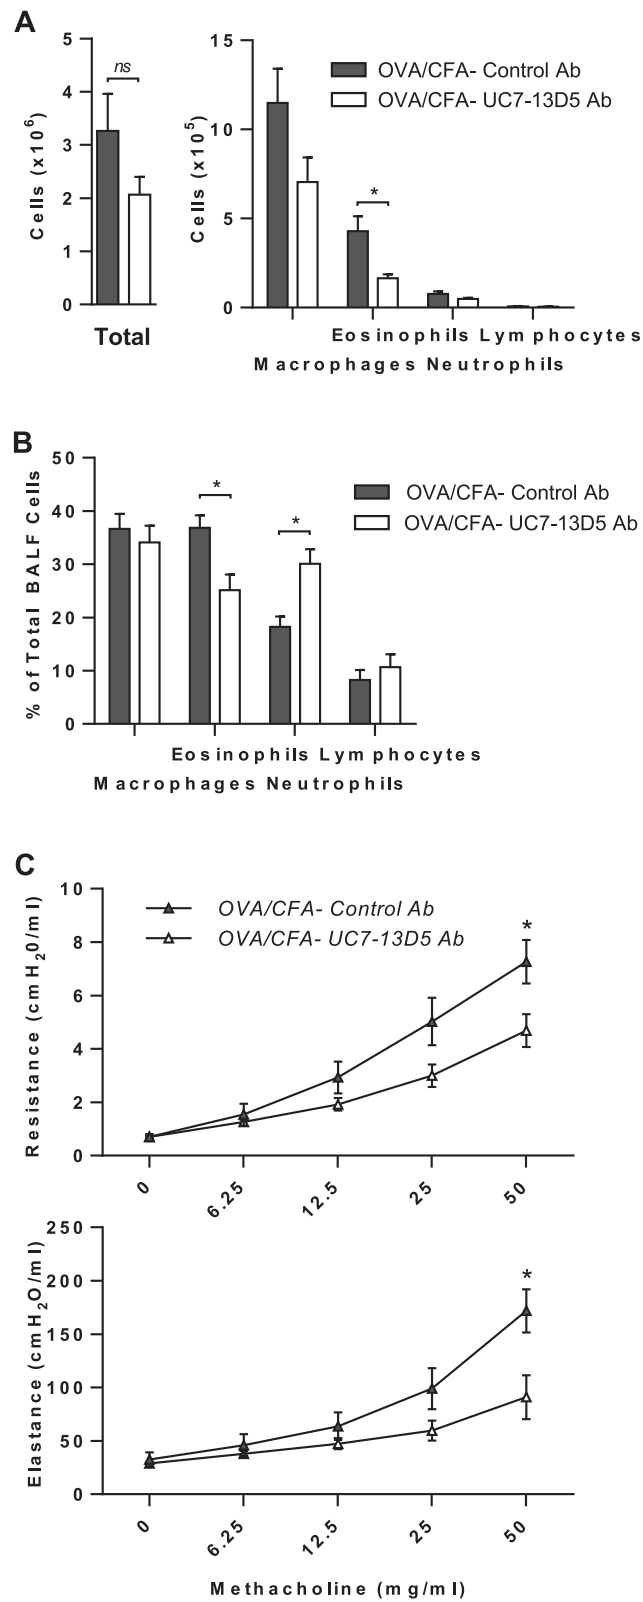 A
Cells (x10⁶)
6
5
4
3
2
1
0
ns
Total
Cells (x10⁵)
15
10
5
0
*
OVA/CFA- Control Ab
OVA/CFA- UC7-13D5 Ab
Eosinophils Lymphocytes
Macrophages Neutrophils
B
% of Total BALF Cells
50
40
30
20
10
0
*
*
OVA/CFA- Control Ab
OVA/CFA- UC7-13D5 Ab
Eosinophils Lymphocytes
Macrophages Neutrophils
C
Resistance (cmH₂0/ml)
10
8
6
4
2
0
OVA/CFA- Control Ab
OVA/CFA- UC7-13D5 Ab
*
0
6.25
12.5
25
50
Elastance (cmH₂O/ml)
250
200
150
100
50
0
*
0
6.25
12.5
25
50
Methacholine (mg/ml)